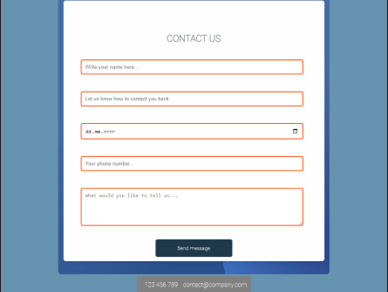 CONTACT US
Write your name here...
Let us know how to contact you back...
dd.mm.rrrr
Your phone number...
What would you like to tell us...
Send message
123 456 789 contact@company.com